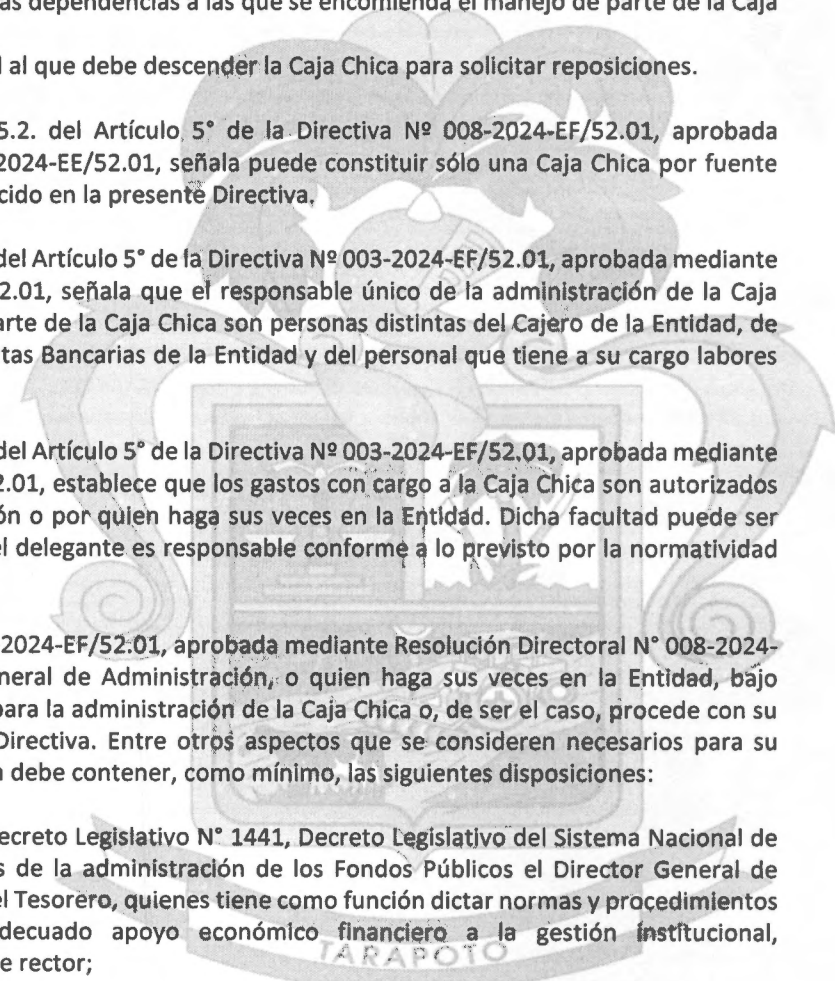 as dependencias a las que se encomienda el manejo de parte de la Caja
l al que debe descender la Caja Chica para solicitar reposiciones.
5.2. del Artículo 5° de la Directiva Nº 008-2024-EF/52.01, aprobada
2024-EE/52.01, señala puede constituir sólo una Caja Chica por fuente
cido en la presente Directiva.
del Artículo 5° de la Directiva Nº 003-2024-EF/52.01, aprobada mediante
2.01, señala que el responsable único de la administración de la Caja
arte de la Caja Chica son personas distintas del Cajero de la Entidad, de
tas Bancarias de la Entidad y del personal que tiene a su cargo labores
del Artículo 5° de la Directiva Nº 003-2024-EF/52.01, aprobada mediante
2.01, establece que los gastos con cargo a la Caja Chica son autorizados
ón o por quien haga sus veces en la Entidad. Dicha facultad puede ser
el delegante es responsable conforme a lo previsto por la normatividad
2024-EF/52.01, aprobada mediante Resolución Directoral N° 008-2024-
neral de Administración, o quien haga sus veces en la Entidad, bajo
para la administración de la Caja Chica o, de ser el caso, procede con su
Directiva. Entre otros aspectos que se consideren necesarios para su
a debe contener, como mínimo, las siguientes disposiciones:
ecreto Legislativo N° 1441, Decreto Legislativo del Sistema Nacional de
s de la administración de los Fondos Públicos el Director General de
el Tesorero, quienes tiene como función dictar normas y procedimientos
decuado apoyo económico financiero a la gestión institucional,
TARAPOTO
e rector;